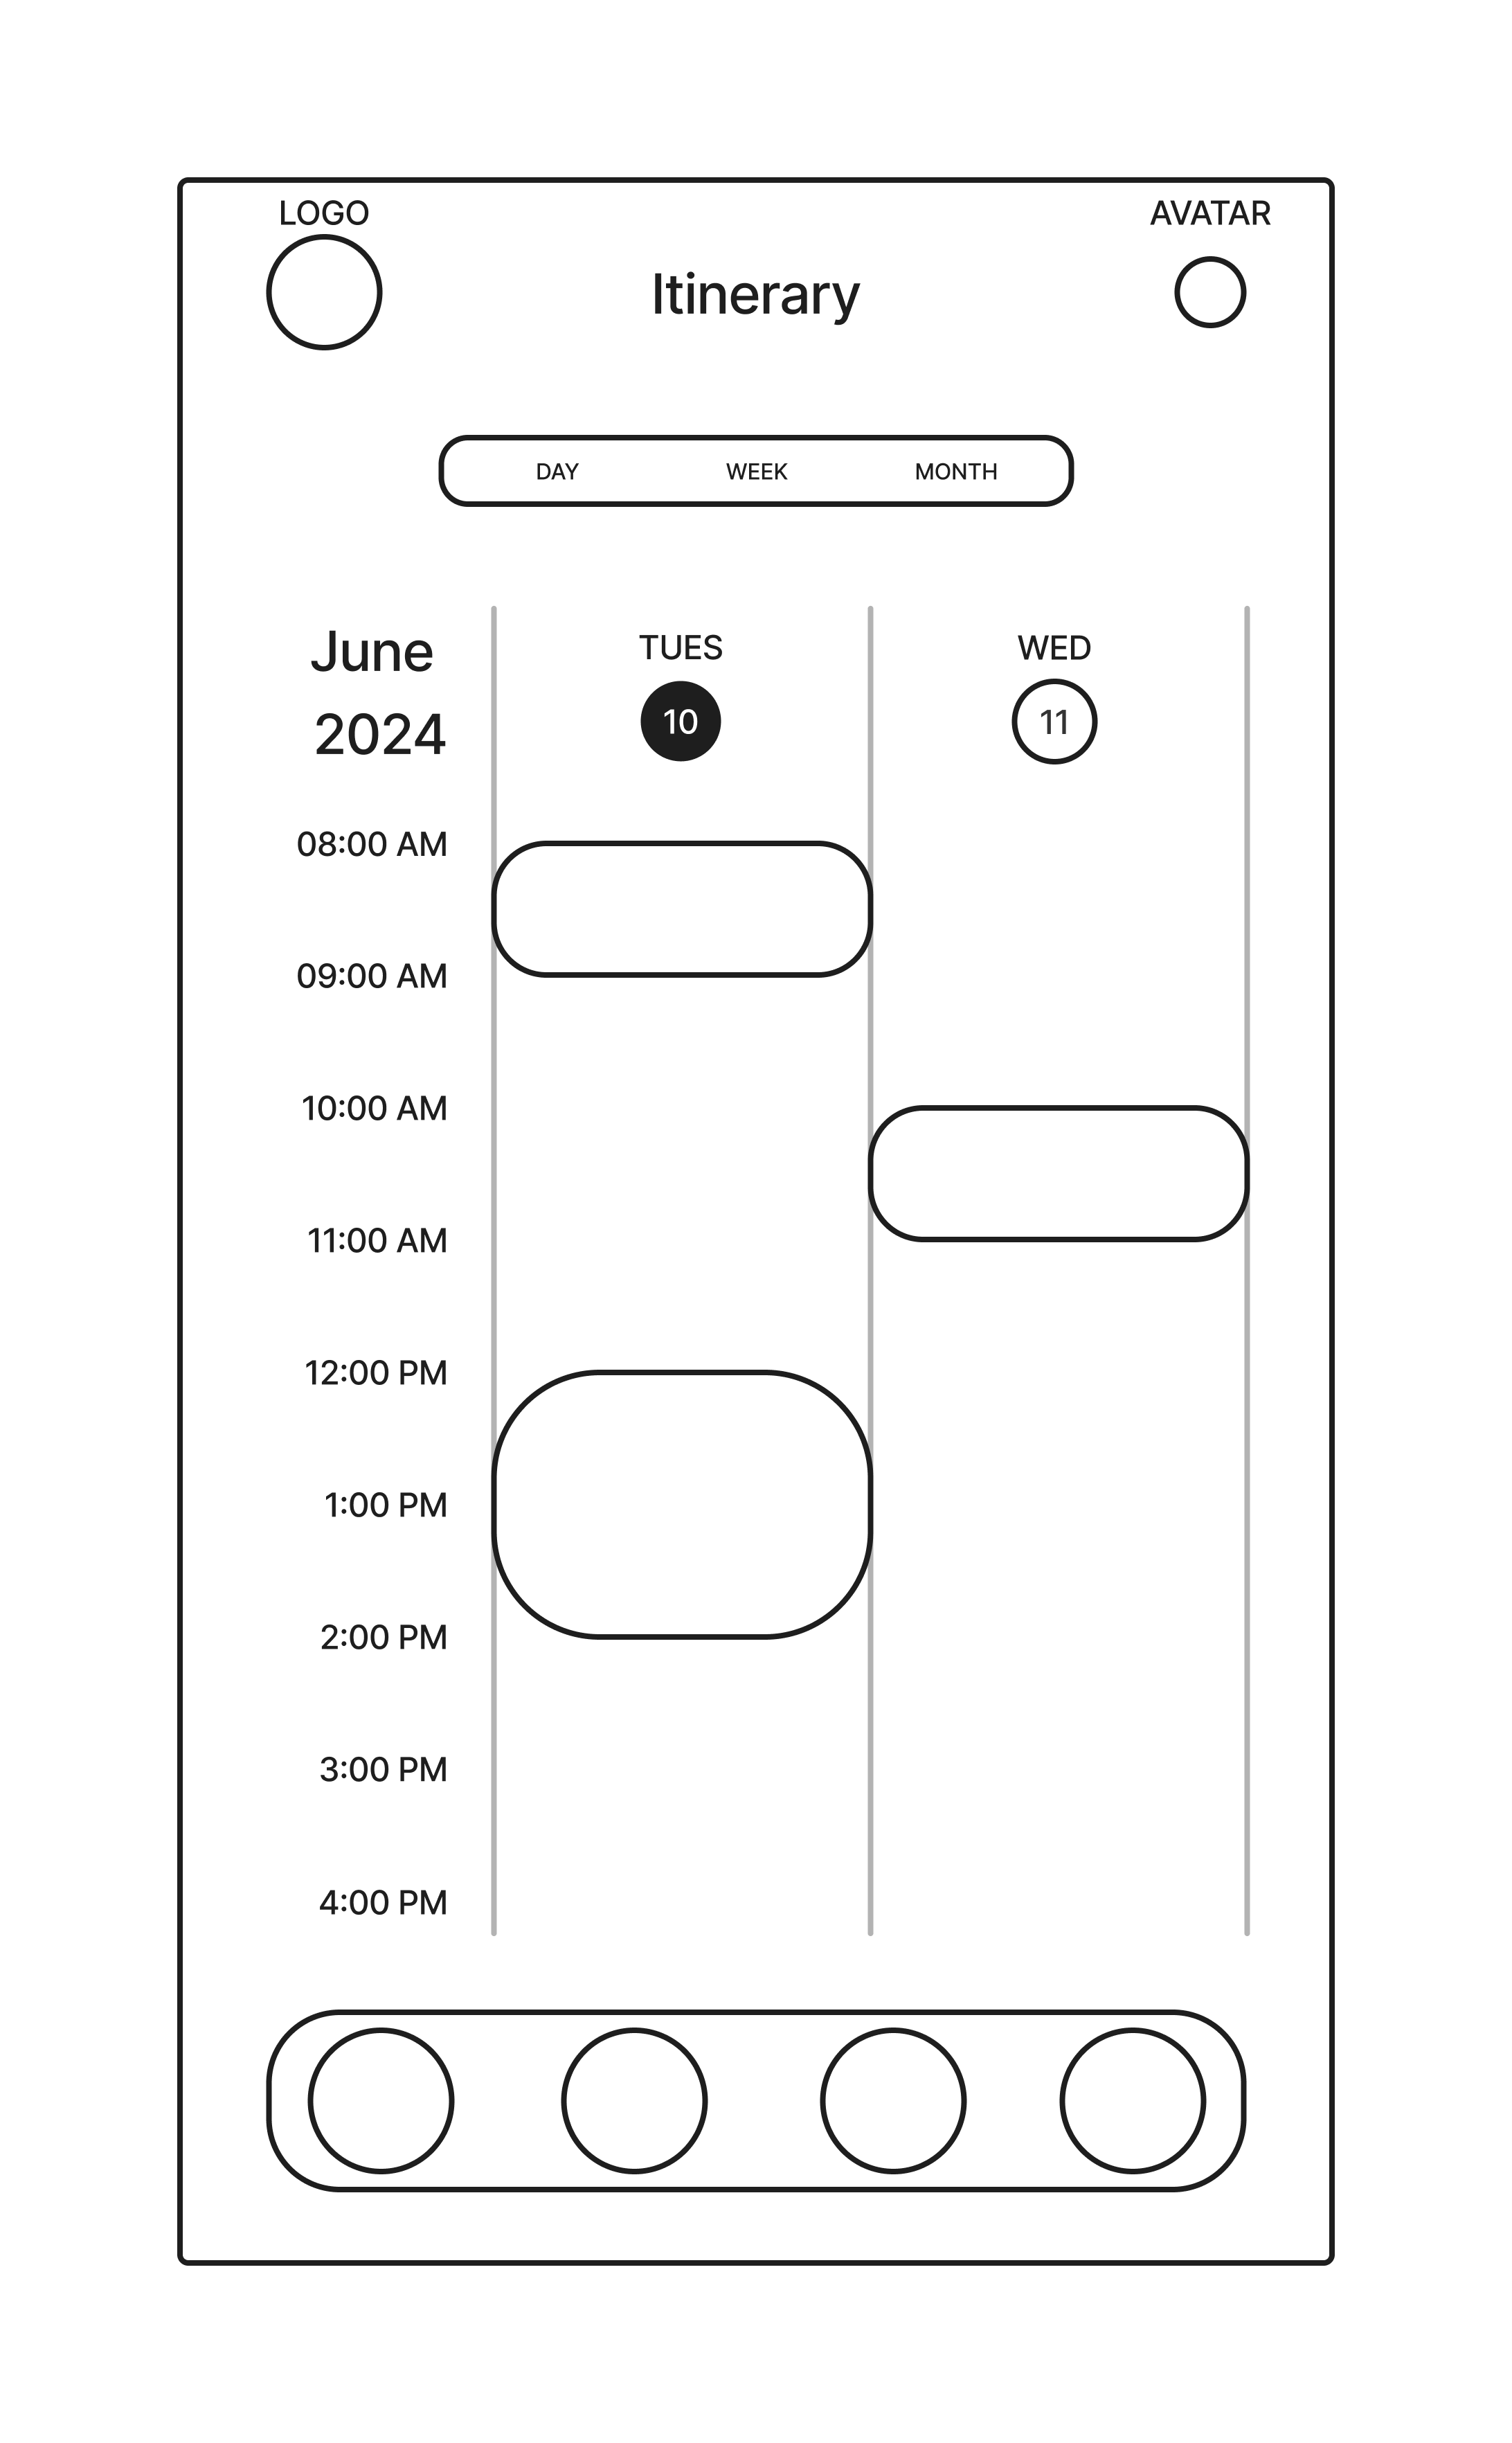 LOGO
AVATAR
Itinerary
DAY WEEK MONTH
June
2024
TUES
10
WED
11
08:00 AM
09:00 AM
10:00 AM
11:00 AM
12:00 PM
1:00 PM
2:00 PM
3:00 PM
4:00 PM